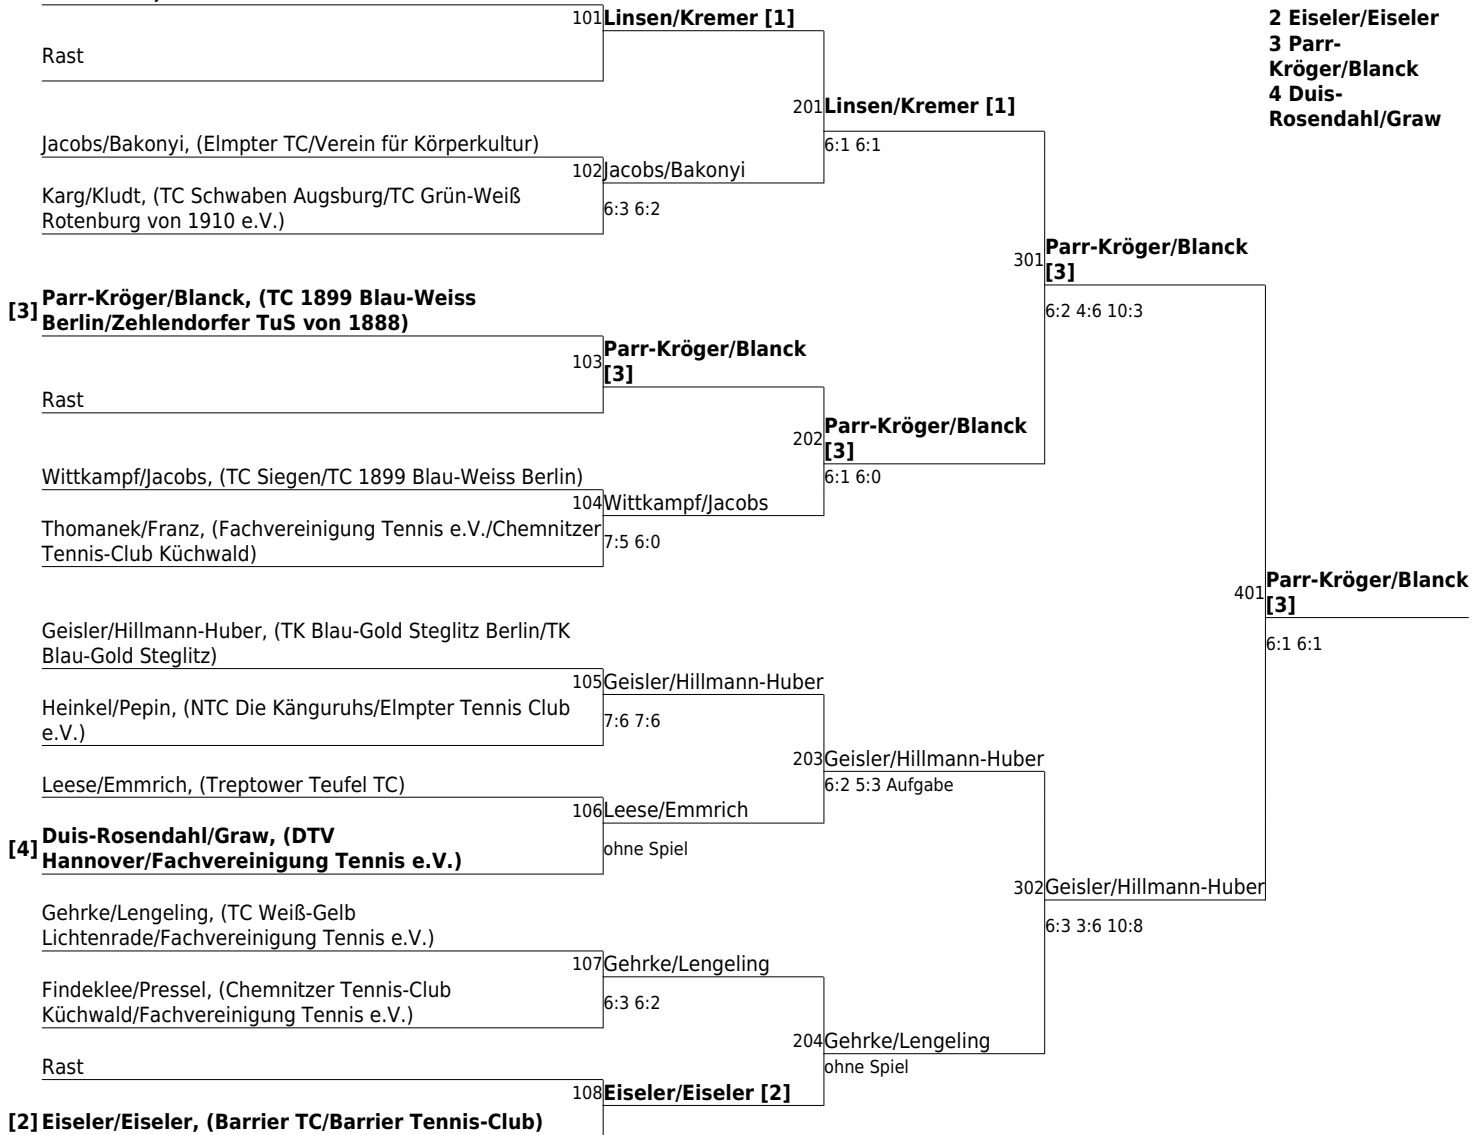 101 Linsen/Kremer [1]
2 Eiseler/Eiseler
3 Parr-
Kröger/Blanck
4 Duis-
Rosendahl/Graw
Rast
201 Linsen/Kremer [1]
6:1 6:1
Jacobs/Bakonyi, (Elmpter TC/Verein für Körperkultur)
102 Jacobs/Bakonyi
6:3 6:2
Karg/Kludt, (TC Schwaben Augsburg/TC Grün-Weiß
Rotenburg von 1910 e.V.)
301 Parr-Kröger/Blanck
[3]
6:2 4:6 10:3
[3] Parr-Kröger/Blanck, (TC 1899 Blau-Weiss
Berlin/Zehlendorfer TuS von 1888)
103 Parr-Kröger/Blanck
[3]
Rast
202 Parr-Kröger/Blanck
[3]
6:1 6:0
Wittkampf/Jacobs, (TC Siegen/TC 1899 Blau-Weiss Berlin)
104 Wittkampf/Jacobs
7:5 6:0
Thomanek/Franz, (Fachvereinigung Tennis e.V./Chemnitzer
Tennis-Club Küchwald)
401 Parr-Kröger/Blanck
[3]
6:1 6:1
Geisler/Hillmann-Huber, (TK Blau-Gold Steglitz Berlin/TK
Blau-Gold Steglitz)
105 Geisler/Hillmann-Huber
7:6 7:6
Heinkel/Pepin, (NTC Die Känguruhs/Elmpter Tennis Club
e.V.)
203 Geisler/Hillmann-Huber
6:2 5:3 Aufgabe
Leese/Emmrich, (Treptower Teufel TC)
106 Leese/Emmrich
ohne Spiel
[4] Duis-Rosendahl/Graw, (DTV
Hannover/Fachvereinigung Tennis e.V.)
302 Geisler/Hillmann-Huber
6:3 3:6 10:8
Gehrke/Lengeling, (TC Weiß-Gelb
Lichtenrade/Fachvereinigung Tennis e.V.)
107 Gehrke/Lengeling
6:3 6:2
Findeklee/Pressel, (Chemnitzer Tennis-Club
Küchwald/Fachvereinigung Tennis e.V.)
204 Gehrke/Lengeling
ohne Spiel
Rast
108 Eiseler/Eiseler [2]
[2] Eiseler/Eiseler, (Barrier TC/Barrier Tennis-Club)